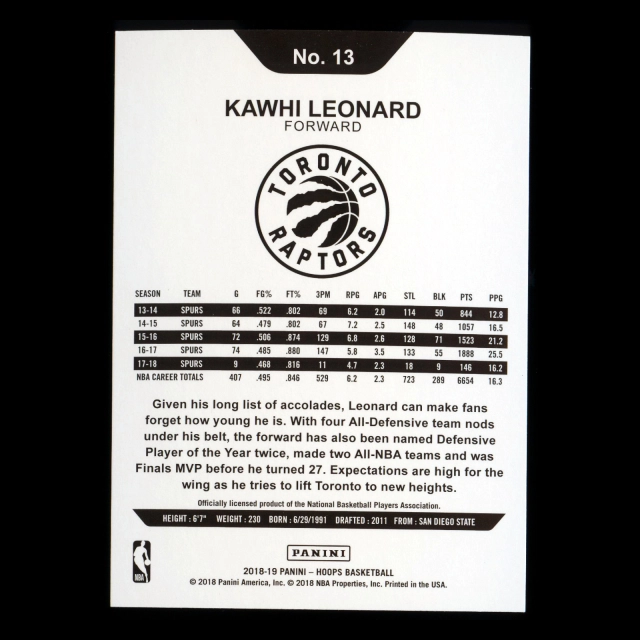 No. 13
KAWHI LEONARD
FORWARD
TORONTO
RAPTORS
SEASON TEAM G FG% FT% 3PM RPG APG STL BLK PTS PPG
13-14 SPURS 66 .522 .802 69 6.2 2.0 114 50 844 12.8
14-15 SPURS 64 .479 .802 67 7.2 2.5 148 48 1057 16.5
15-16 SPURS 72 .506 .874 129 6.8 2.6 128 71 1523 21.2
16-17 SPURS 74 .485 .880 147 5.8 3.5 133 55 1888 25.5
17-18 SPURS 9 .468 .816 11 4.7 2.3 18 9 146 16.2
NBA CAREER TOTALS 407 .495 .846 529 6.2 2.3 723 289 6654 16.3
Given his long list of accolades, Leonard can make fans
forget how young he is. With four All-Defensive team nods
under his belt, the forward has also been named Defensive
Player of the Year twice, made two All-NBA teams and was
Finals MVP before he turned 27. Expectations are high for the
wing as he tries to lift Toronto to new heights.
Officially licensed product of the National Basketball Players Association.
HEIGHT: 6'7" WEIGHT: 230 BORN: 6/29/1991 DRAFTED: 2011 FROM: SAN DIEGO STATE
PANINI
NBA
2018-19 PANINI – HOOPS BASKETBALL
© 2018 Panini America, Inc. © 2018 NBA Properties, Inc. Printed in the USA.